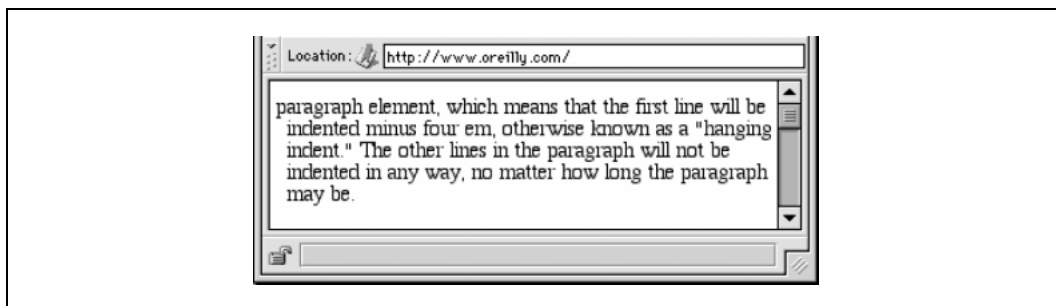 Location: http://www.oreilly.com/
paragraph element, which means that the first line will be
indented minus four em, otherwise known as a "hanging
indent." The other lines in the paragraph will not be
indented in any way, no matter how long the paragraph
may be.